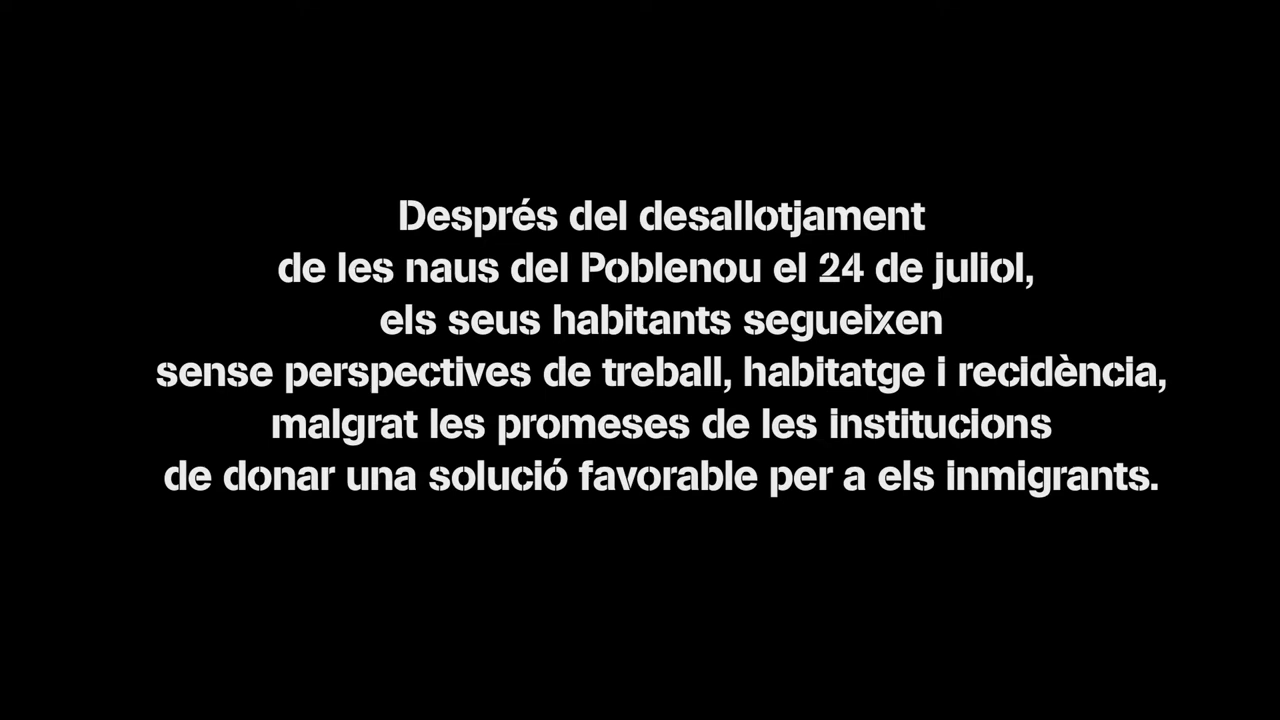 Després del desallotjament
de les naus del Poblenou el 24 de juliol,
els seus habitants segueixen
sense perspectives de treball, habitatge i recidència,
malgrat les promeses de les institucions
de donar una solució favorable per a els inmigrants.